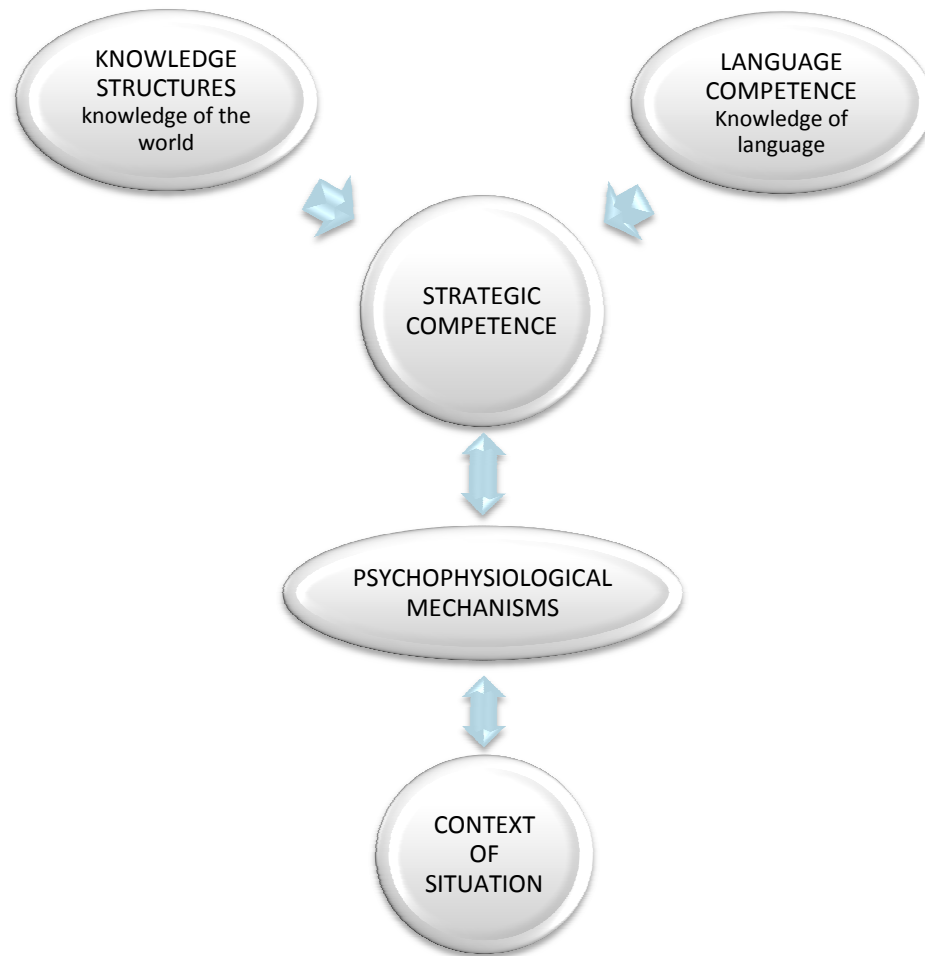 KNOWLEDGE
STRUCTURES
knowledge of the
world
LANGUAGE
COMPETENCE
Knowledge of
language
STRATEGIC
COMPETENCE
PSYCHOPHYSIOLOGICAL
MECHANISMS
CONTEXT
OF
SITUATION